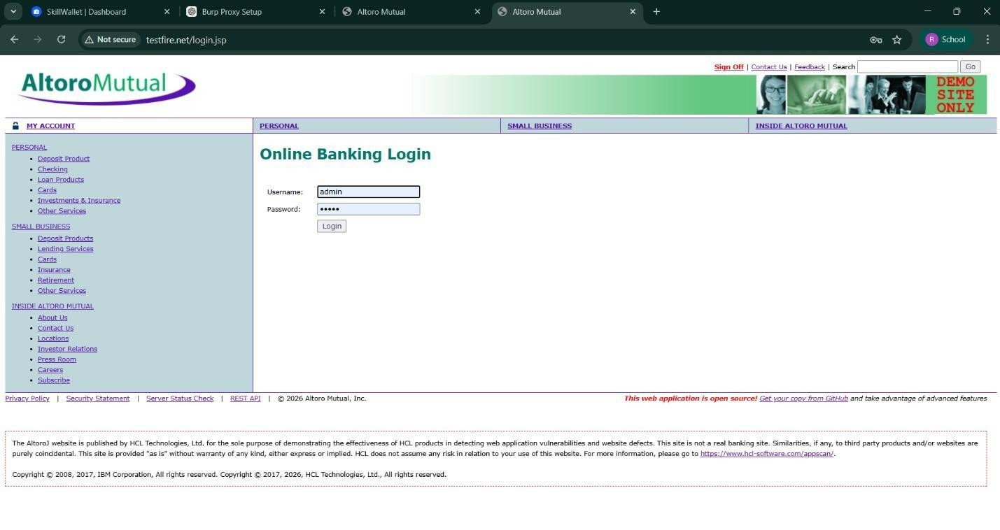 SkillWallet | Dashboard
Burp Proxy Setup
Altoro Mutual
Altoro Mutual
Not secure
testfire.net/login.jsp
R School
Sign Off | Contact Us | Feedback | Search
Go
AltoroMutual
DEMO
SITE
ONLY
MY ACCOUNT
PERSONAL
SMALL BUSINESS
INSIDE ALTORO MUTUAL
PERSONAL
• Deposit Product
• Checking
• Loan Products
• Cards
• Investments & Insurance
• Other Services
SMALL BUSINESS
• Deposit Products
• Lending Services
• Cards
• Insurance
• Retirement
• Other Services
INSIDE ALTORO MUTUAL
• About Us
• Contact Us
• Locations
• Investor Relations
• Press Room
• Careers
• Subscribe
Online Banking Login
Username: admin
Password: •••••
Login
Privacy Policy | Security Statement | Server Status Check | REST API | © 2026 Altoro Mutual, Inc.
This web application is open source! Get your copy from GitHub and take advantage of advanced features
The AltoroJ website is published by HCL Technologies, Ltd. for the sole purpose of demonstrating the effectiveness of HCL products in detecting web application vulnerabilities and website defects. This site is not a real banking site. Similarities, if any, to third party products and/or websites are
purely coincidental. This site is provided "as is" without warranty of any kind, either express or implied. HCL does not assume any risk in relation to your use of this website. For more information, please go to https://www.hcl-software.com/appscan/.
Copyright © 2008, 2017, IBM Corporation, All rights reserved. Copyright © 2017, 2026, HCL Technologies, Ltd., All rights reserved.